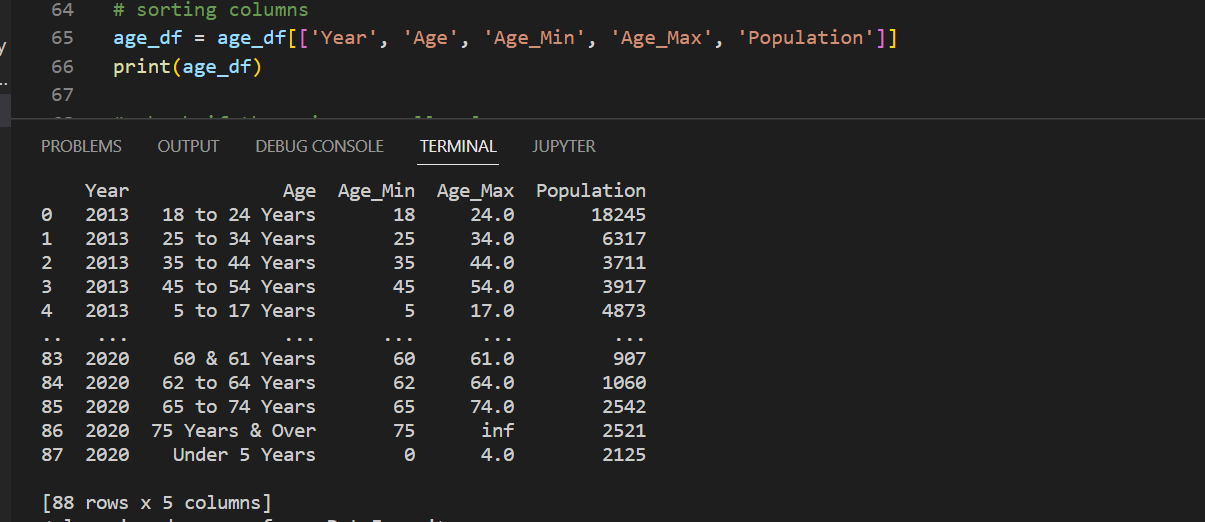 64 # sorting columns
65 age_df = age_df[['Year', 'Age', 'Age_Min', 'Age_Max', 'Population']]
66 print(age_df)
67
PROBLEMS OUTPUT DEBUG CONSOLE TERMINAL JUPYTER
Year Age Age_Min Age_Max Population
0 2013 18 to 24 Years 18 24.0 18245
1 2013 25 to 34 Years 25 34.0 6317
2 2013 35 to 44 Years 35 44.0 3711
3 2013 45 to 54 Years 45 54.0 3917
4 2013 5 to 17 Years 5 17.0 4873
.. ... ... ... ... ...
83 2020 60 & 61 Years 60 61.0 907
84 2020 62 to 64 Years 62 64.0 1060
85 2020 65 to 74 Years 65 74.0 2542
86 2020 75 Years & Over 75 inf 2521
87 2020 Under 5 Years 0 4.0 2125
[88 rows x 5 columns]